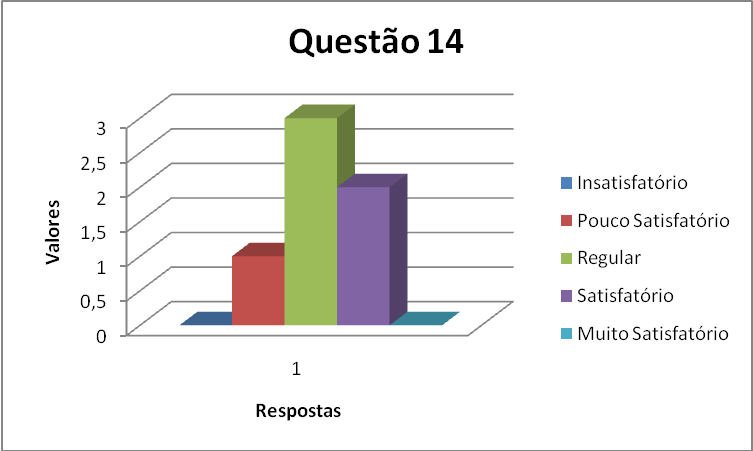 Questão 14
3
2,5
2
1,5
1
0,5
0
Valores
1
Respostas
Insatisfatório
Pouco Satisfatório
Regular
Satisfatório
Muito Satisfatório